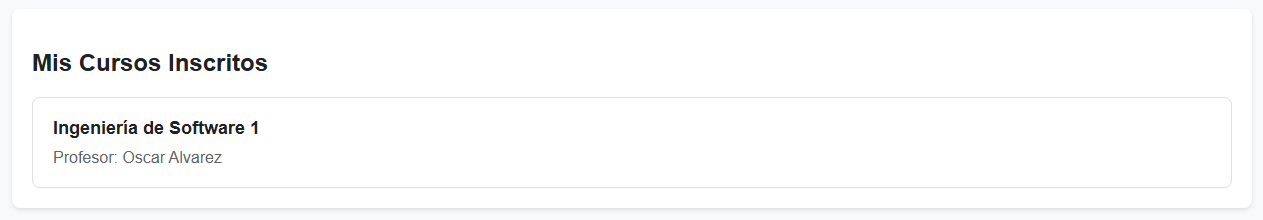 Mis Cursos Inscritos
Ingeniería de Software 1
Profesor: Oscar Alvarez